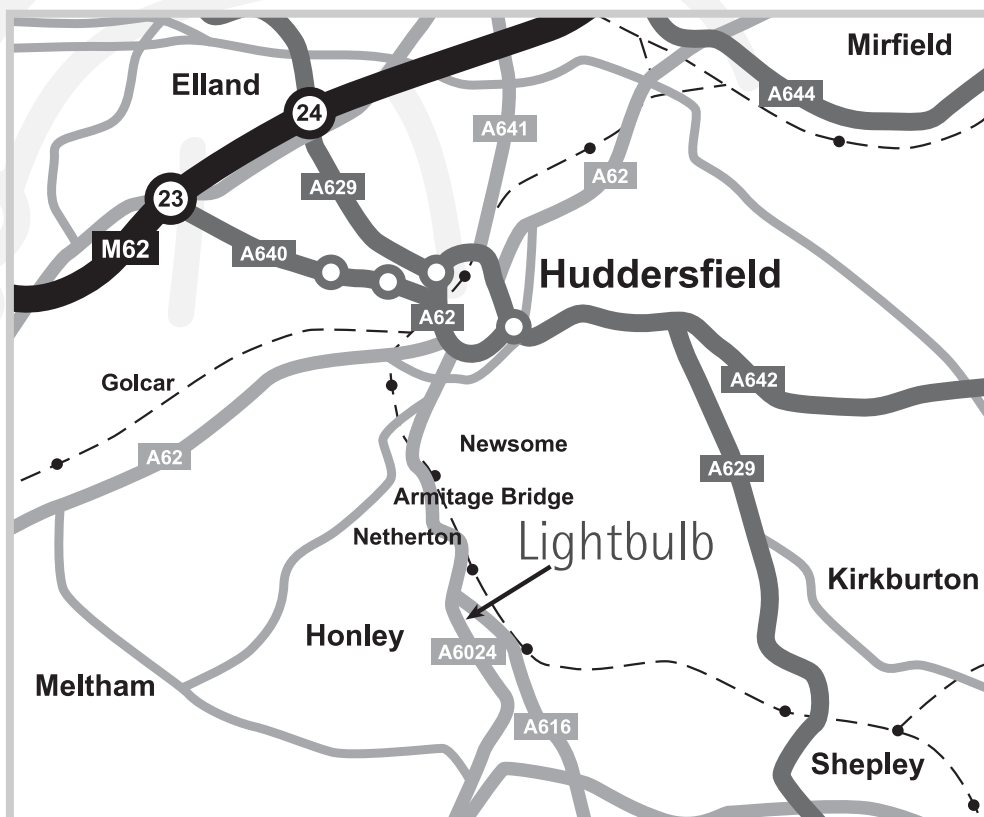 Mirfield
Elland
A644
24
A641
A62
A629
23
M62
A640
Huddersfield
A62
Golcar
A642
Newsome
A62
A629
Armitage Bridge
Netherton
Lightbulb
Kirkburton
Honley
A6024
Meltham
A616
Shepley